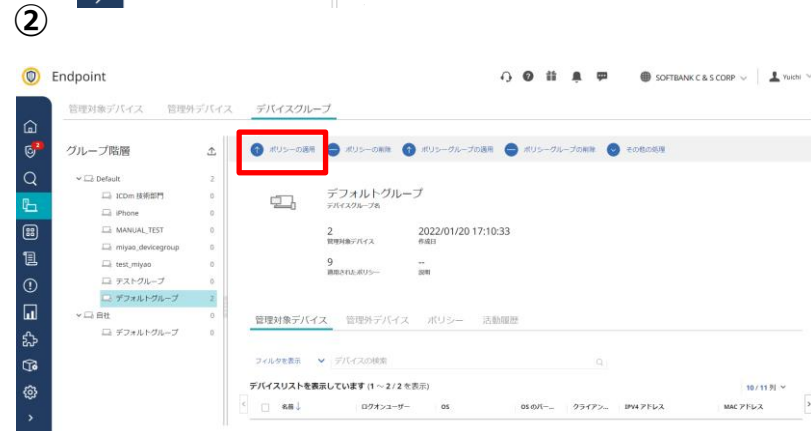 ②
Endpoint
SOFTBANK C & S CORP
Yuichi
管理対象デバイス 管理外デバイス デバイスグループ
2
グループ階層
ポリシーの適用 ポリシーの削除 ポリシーグループの適用 ポリシーグループの削除 その他の処理
Default 2
ICDm 技術部門 0
iPhone 0
MANUAL_TEST 0
miyao_devicegroup 0
test_miyao 0
テストグループ 0
デフォルトグループ 2
自社 0
デフォルトグループ 0
デフォルトグループ
デバイスグループ名
2 2022/01/20 17:10:33
管理対象デバイス 作成日
9 --
適用されたポリシー 説明
管理対象デバイス 管理外デバイス ポリシー 活動履歴
フィルタを表示 デバイスの検索
デバイスリストを表示しています (1 ～ 2 / 2 を表示) 10 / 11 列
名前↓ ログオンユーザー OS OS のバー... クライアン... IPV4 アドレス MAC アドレス